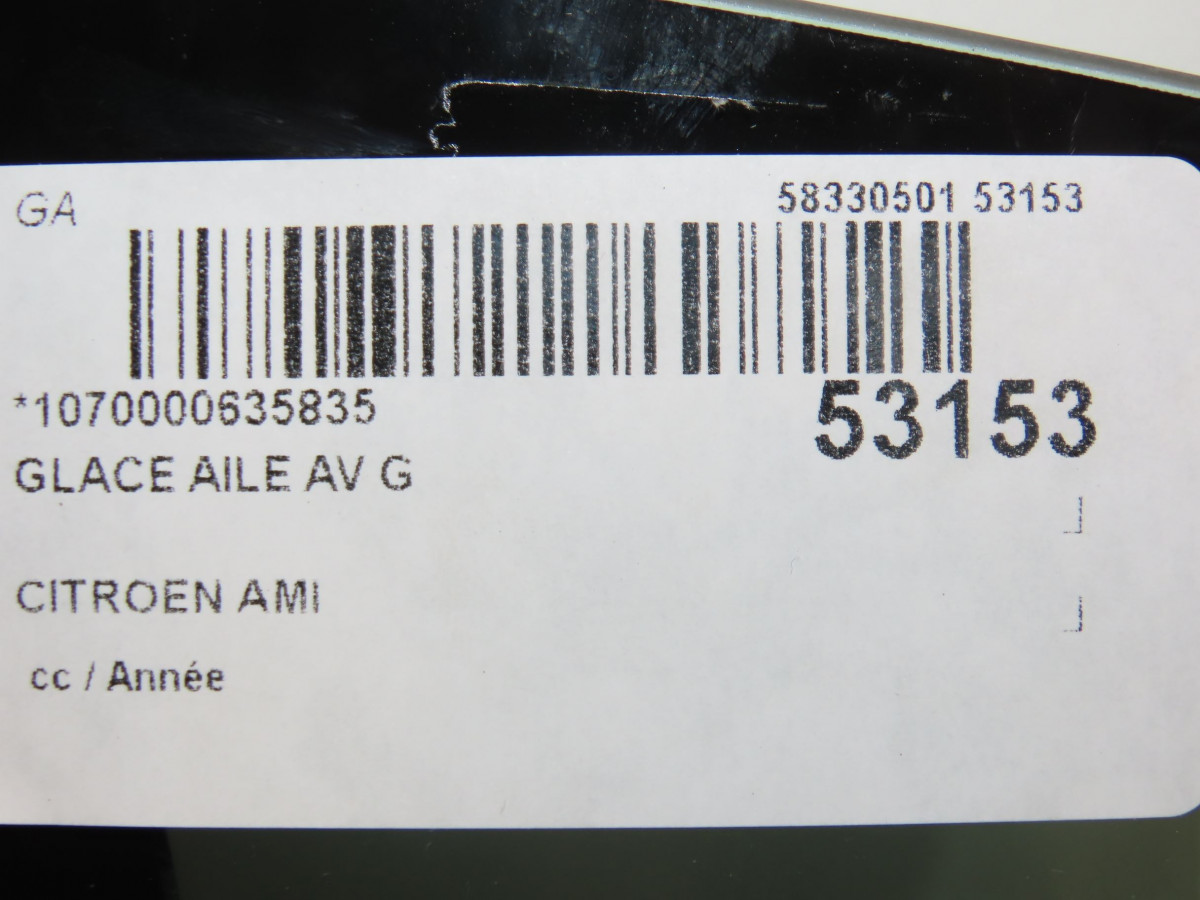 GA
58330501 53153
*1070000635835
53153
GLACE AILE AV G
CITROEN AMI
cc / Année